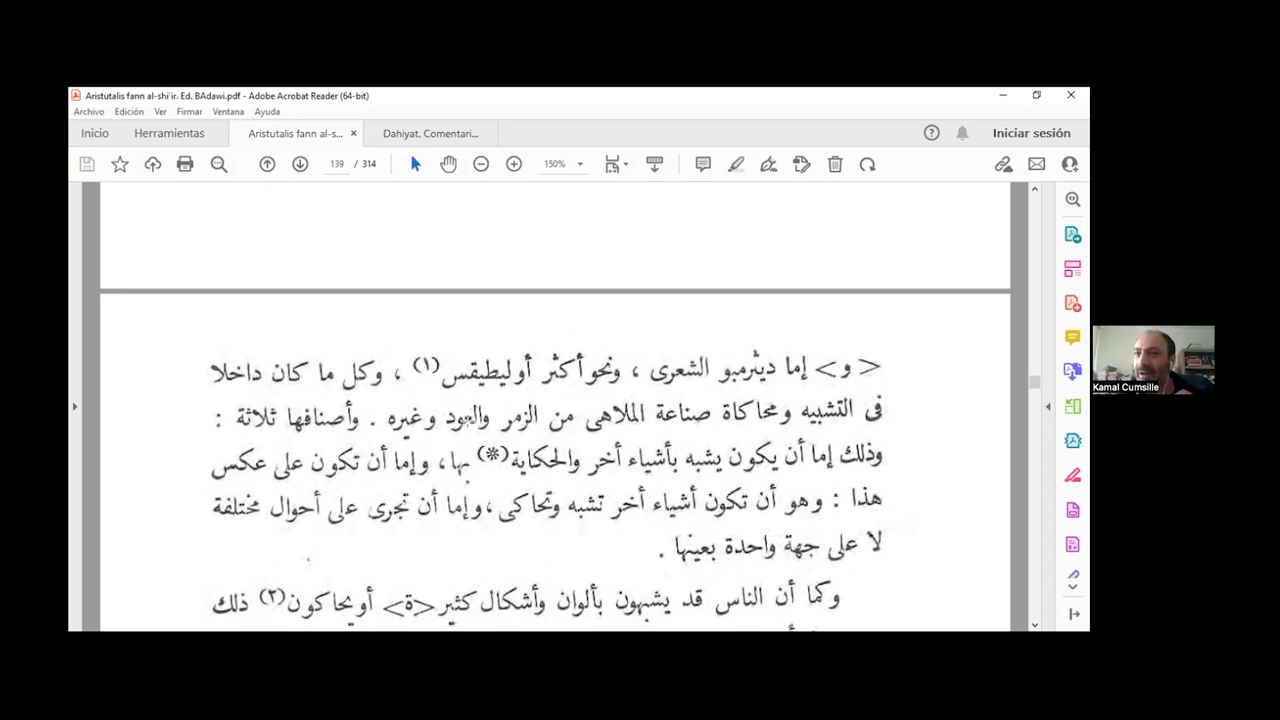 Aristutalis fann al-shi'ir. Ed. BAdawi.pdf - Adobe Acrobat Reader (64-bit)
Archivo Edición Ver Firmar Ventana Ayuda
Inicio Herramientas Aristutalis fann al-s... × Dahiyat. Comentari... Iniciar sesión
139 / 314 150%
< و > إما ديثرمبو الشعرى ، ونحو أكثر أوليطيقس (١) ، وكل ما كان داخلا
فى التشبيه ومحاكاة صناعة الملاهى من الزمر والعود وغيره . وأصنافها ثلاثة :
وذلك إما أن يكون يشبه بأشياء أخر والحكاية (*) بها ، وإما أن تكون على عكس
هذا : وهو أن تكون أشياء أخر تشبه وتحاكى ، وإما أن تجرى على أحوال مختلفة
لا على جهة واحدة بعينها .
وكما أن الناس قد يشبهون بألوان وأشكال كثير<ة> أو يحاكون (٢) ذلك
Kamal Cumsille